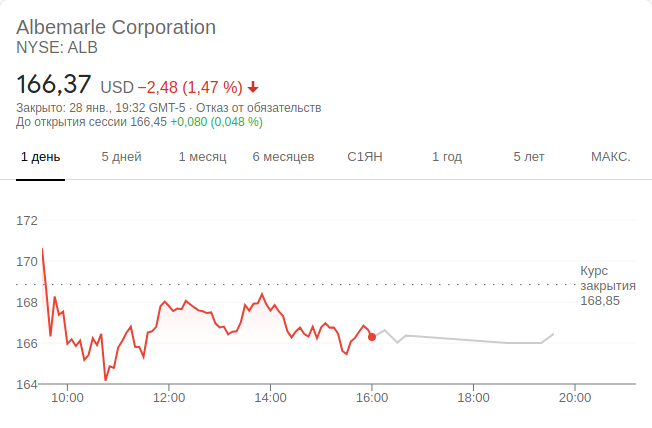 Albemarle Corporation
NYSE: ALB
166,37 USD −2,48 (1,47 %)
Закрыто: 28 янв., 19:32 GMT-5 · Отказ от обязательств
До открытия сессии 166,45 +0,080 (0,048 %)
1 день 5 дней 1 месяц 6 месяцев С1ЯН 1 год 5 лет МАКС.
172
170
Курс
закрытия
168,85
168
166
164
10:00 12:00 14:00 16:00 18:00 20:00